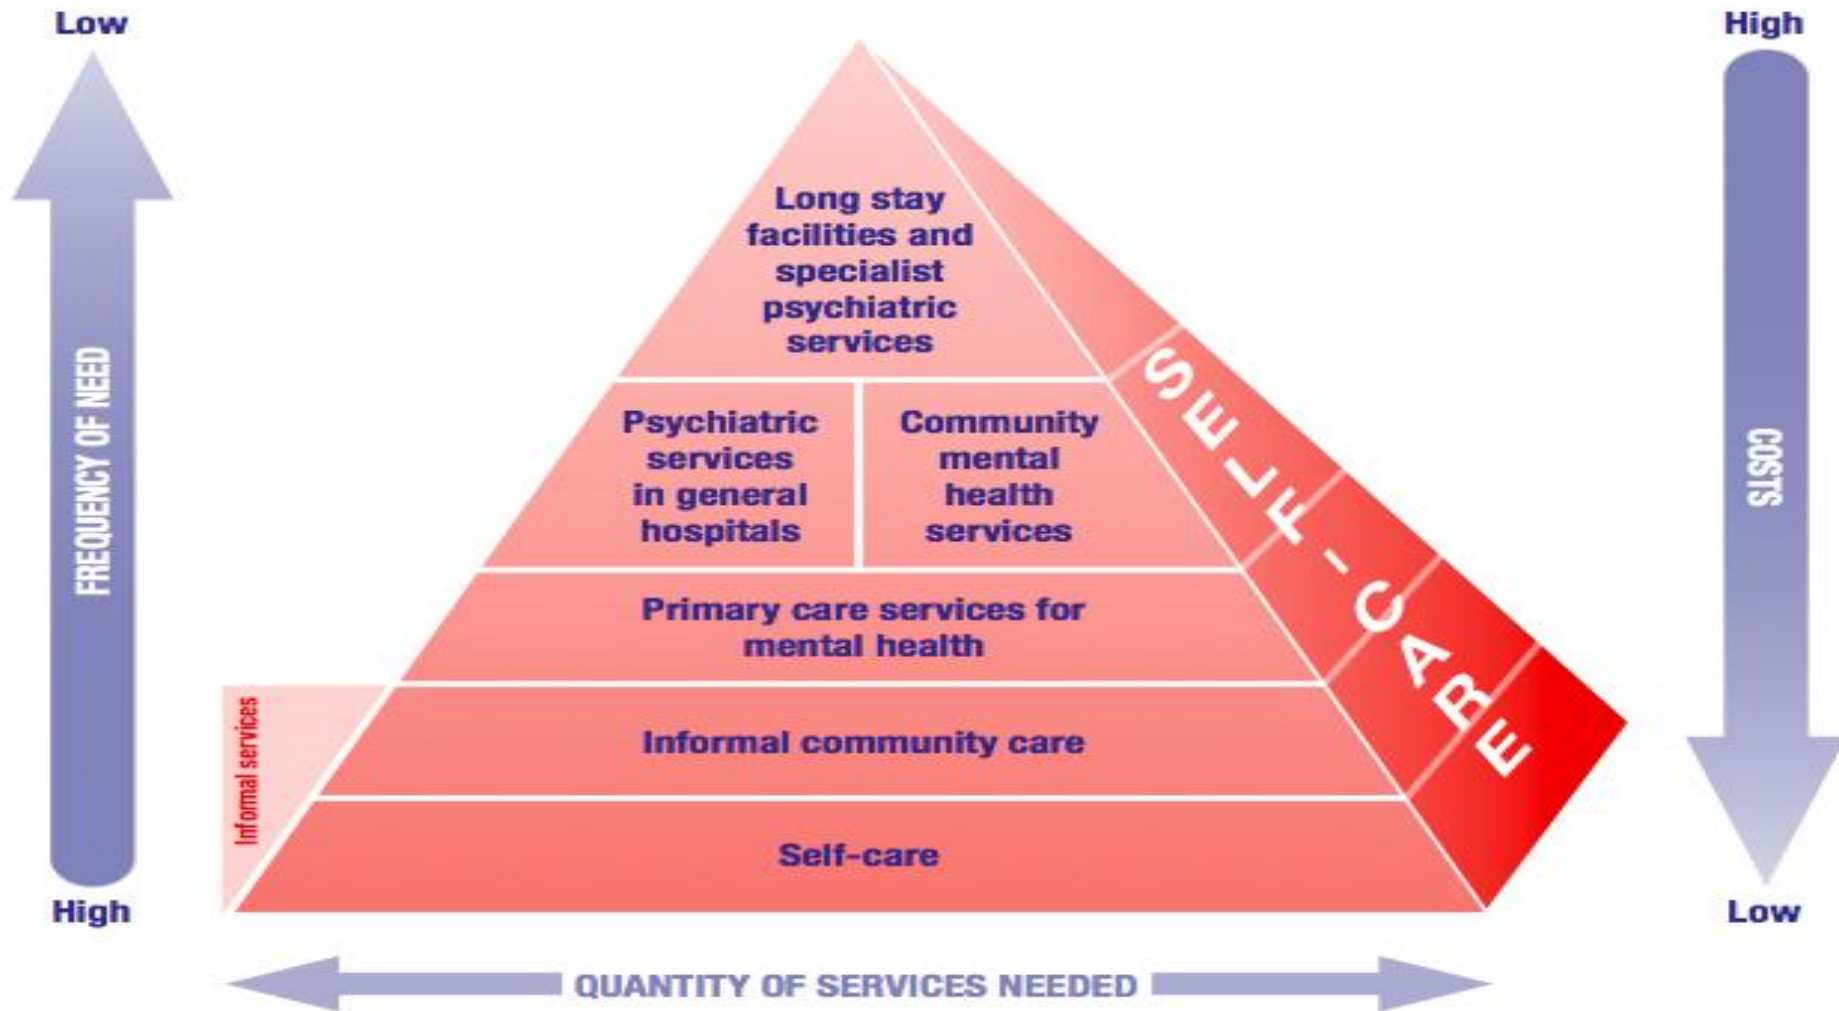 Low
High
Long stay
facilities and
specialist
psychiatric
services
SELF-CARE
Psychiatric
services
in general
hospitals
Community
mental
health
services
FREQUENCY OF NEED
COSTS
Primary care services for
mental health
Informal services
Informal community care
Self-care
High
Low
QUANTITY OF SERVICES NEEDED